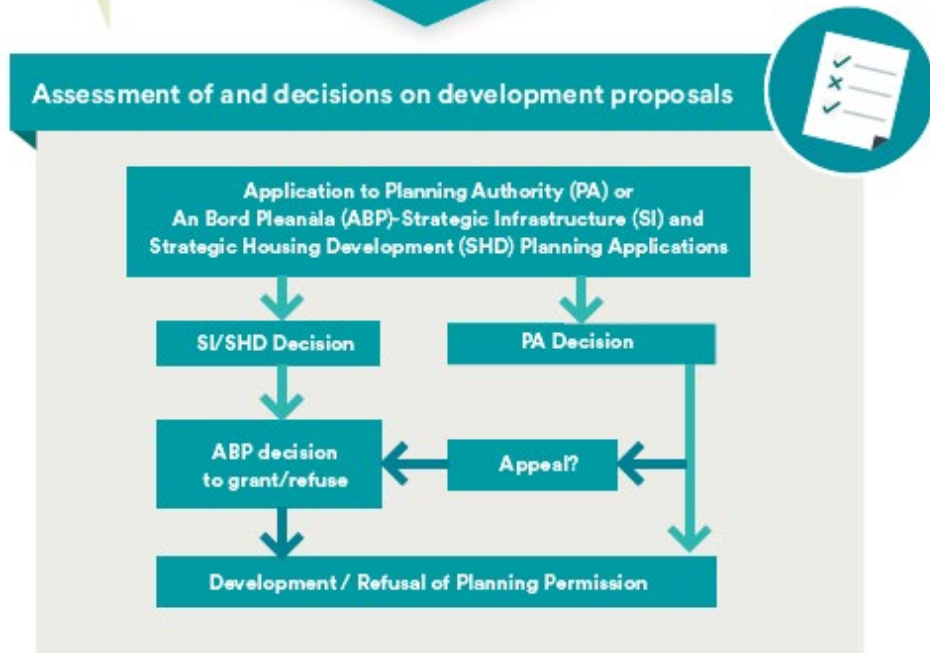 Assessment of and decisions on development proposals
Application to Planning Authority (PA) or
An Bord Pleanála (ABP)-Strategic Infrastructure (SI) and
Strategic Housing Development (SHD) Planning Applications
SI/SHD Decision
PA Decision
ABP decision
to grant/refuse
Appeal?
Development / Refusal of Planning Permission